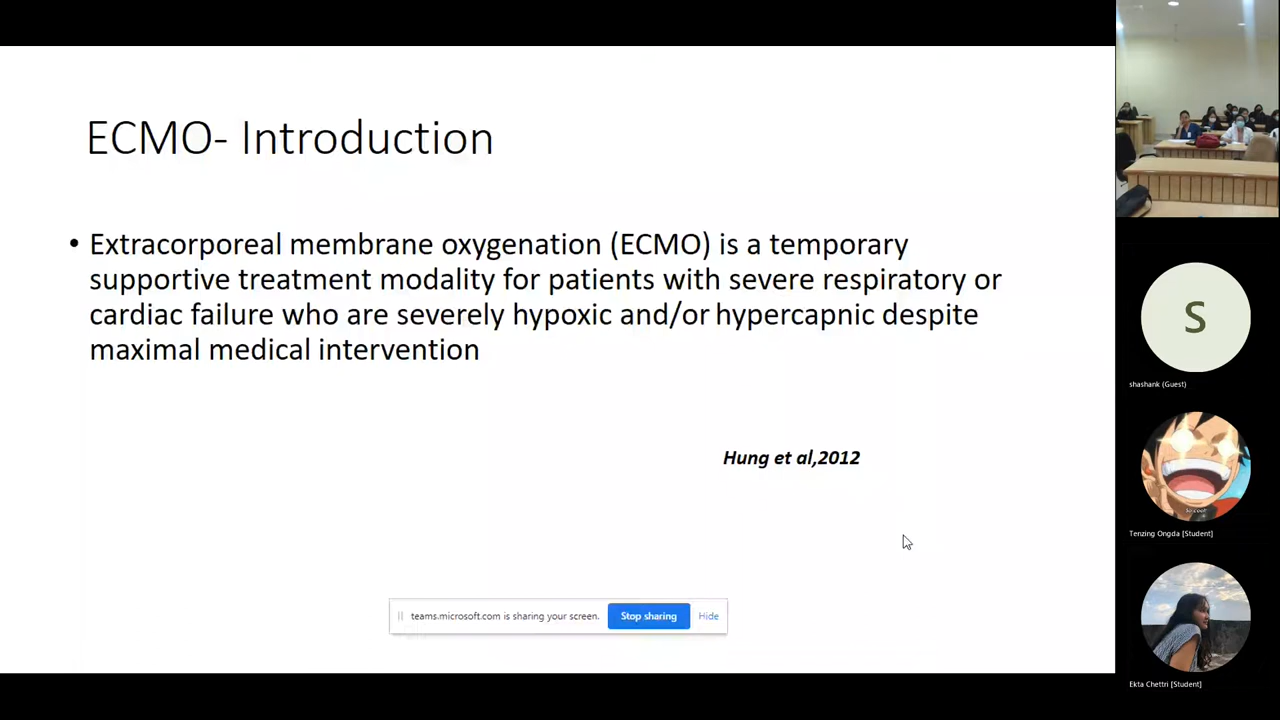 ECMO- Introduction
• Extracorporeal membrane oxygenation (ECMO) is a temporary
supportive treatment modality for patients with severe respiratory or
cardiac failure who are severely hypoxic and/or hypercapnic despite
maximal medical intervention
Hung et al,2012
teams.microsoft.com is sharing your screen.
Stop sharing
Hide
S
shashank (Guest)
Tenzing Ongda [Student]
Ekta Chettri [Student]